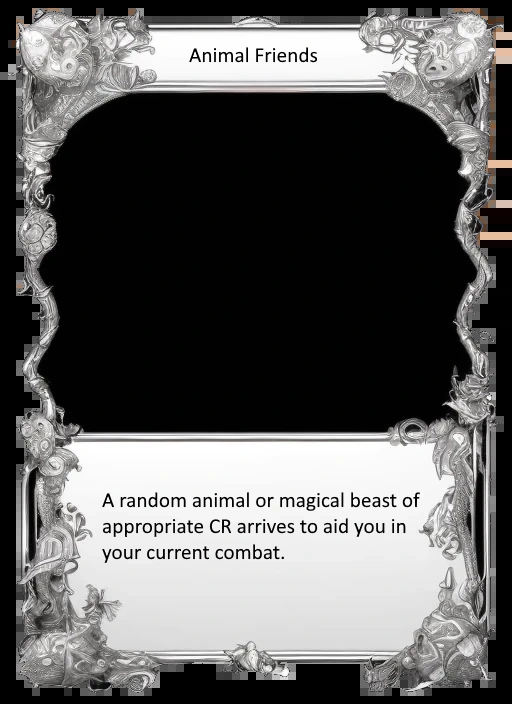 Animal Friends
A random animal or magical beast of
appropriate CR arrives to aid you in
your current combat.